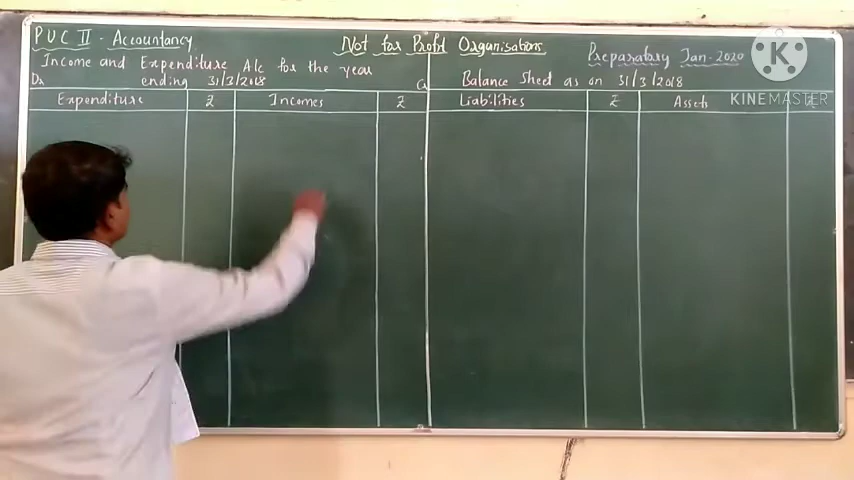 PUC II - Accountancy
Not for Profit Organisations
Preparatory Jan-2020
Income and Expenditure A/c for the year
ending 31/3/2018
Dr
Cr
Balance Sheet as on 31/3/2018
Expenditure ₹ Incomes ₹ Liabilities ₹ Assets ₹
KINEMASTER